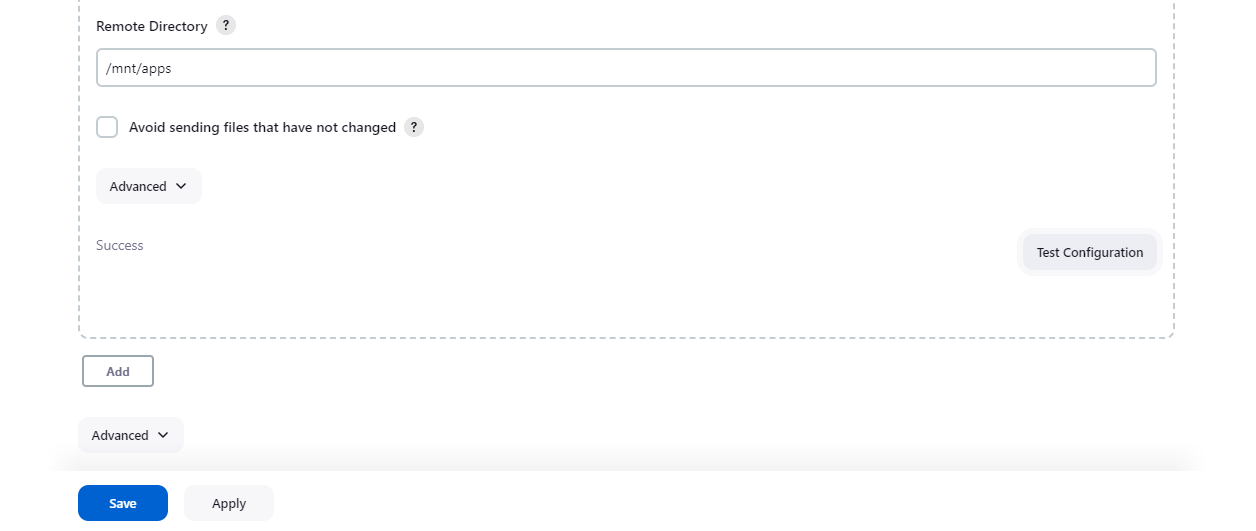 Remote Directory ?
/mnt/apps
Avoid sending files that have not changed ?
Advanced
Success
Test Configuration
Add
Advanced
Save Apply